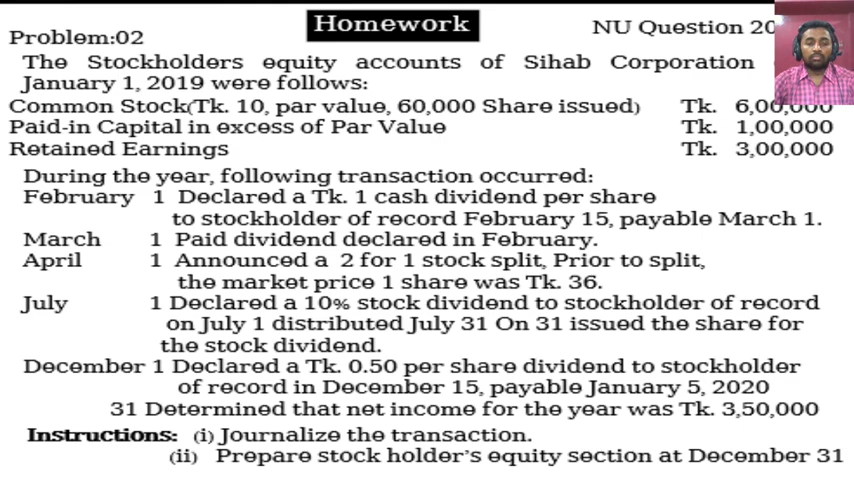 Homework
NU Question 20
Problem:02
The Stockholders equity accounts of Sihab Corporation
January 1, 2019 were follows:
Common Stock(Tk. 10, par value, 60,000 Share issued) Tk. 6,00,000
Paid-in Capital in excess of Par Value Tk. 1,00,000
Retained Earnings Tk. 3,00,000
During the year, following transaction occurred:
February 1 Declared a Tk. 1 cash dividend per share
to stockholder of record February 15, payable March 1.
March 1 Paid dividend declared in February.
April 1 Announced a 2 for 1 stock split, Prior to split,
the market price 1 share was Tk. 36.
July 1 Declared a 10% stock dividend to stockholder of record
on July 1 distributed July 31 On 31 issued the share for
the stock dividend.
December 1 Declared a Tk. 0.50 per share dividend to stockholder
of record in December 15, payable January 5, 2020
31 Determined that net income for the year was Tk. 3,50,000
Instructions: (i) Journalize the transaction.
(ii) Prepare stock holder's equity section at December 31